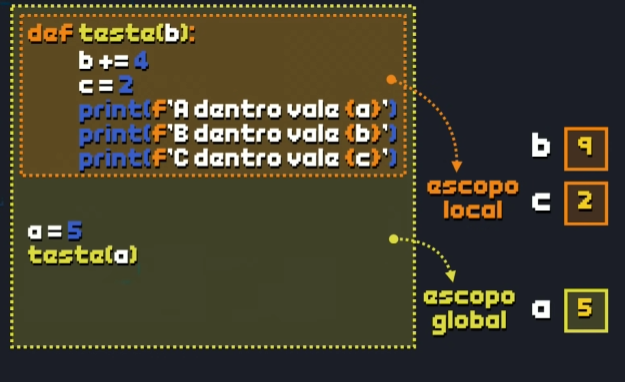 def teste(b):
b += 4
c = 2
print(f'A dentro vale {a}')
print(f'B dentro vale {b}')
print(f'C dentro vale {c}')
a = 5
teste(a)
escopo
local
b 9
c 2
escopo
global
a 5